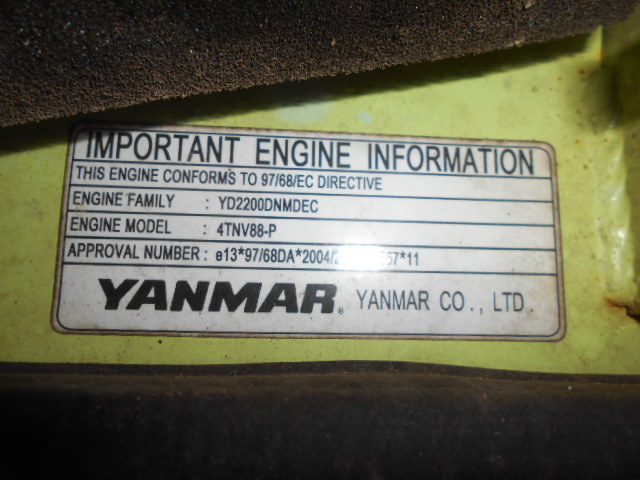 IMPORTANT ENGINE INFORMATION
THIS ENGINE CONFORMS TO 97/68/EC DIRECTIVE
ENGINE FAMILY : YD2200DNMDEC
ENGINE MODEL : 4TNV88-P
APPROVAL NUMBER : e13*97/68DA*2004/ 57*11
YANMAR® YANMAR CO., LTD.